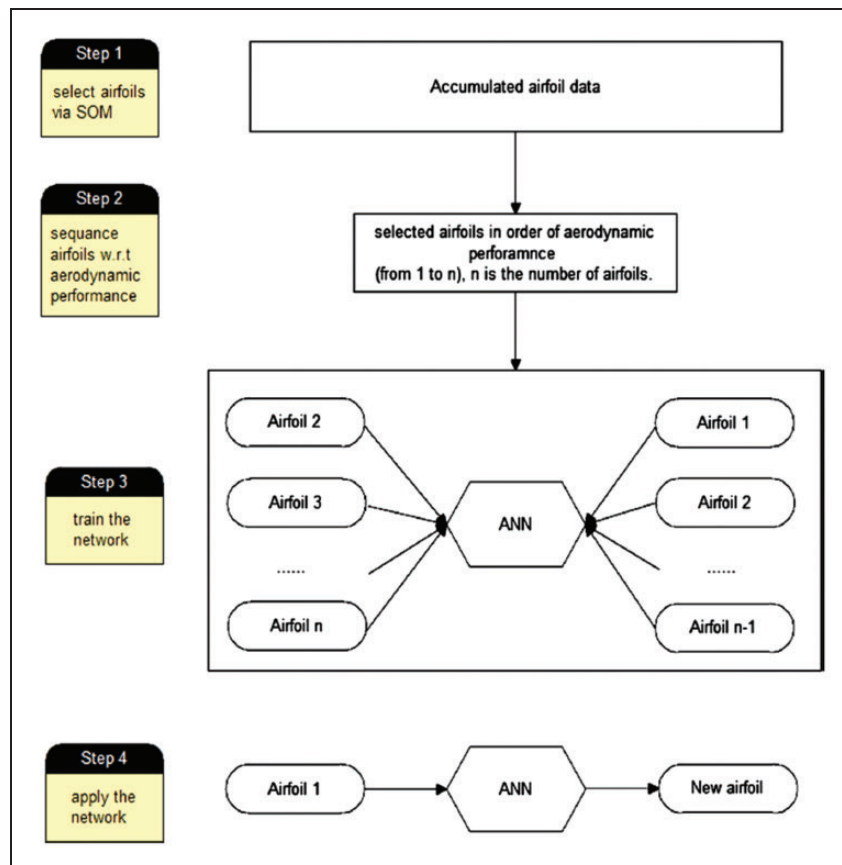 Step 1
select airfoils
via SOM
Accumulated airfoil data
Step 2
sequance
airfoils w.r.t
aerodynamic
performance
selected airfoils in order of aerodynamic
perforamnce
(from 1 to n), n is the number of airfoils.
Step 3
train the
network
Airfoil 2
Airfoil 3
......
Airfoil n
ANN
Airfoil 1
Airfoil 2
......
Airfoil n-1
Step 4
apply the
network
Airfoil 1
ANN
New airfoil